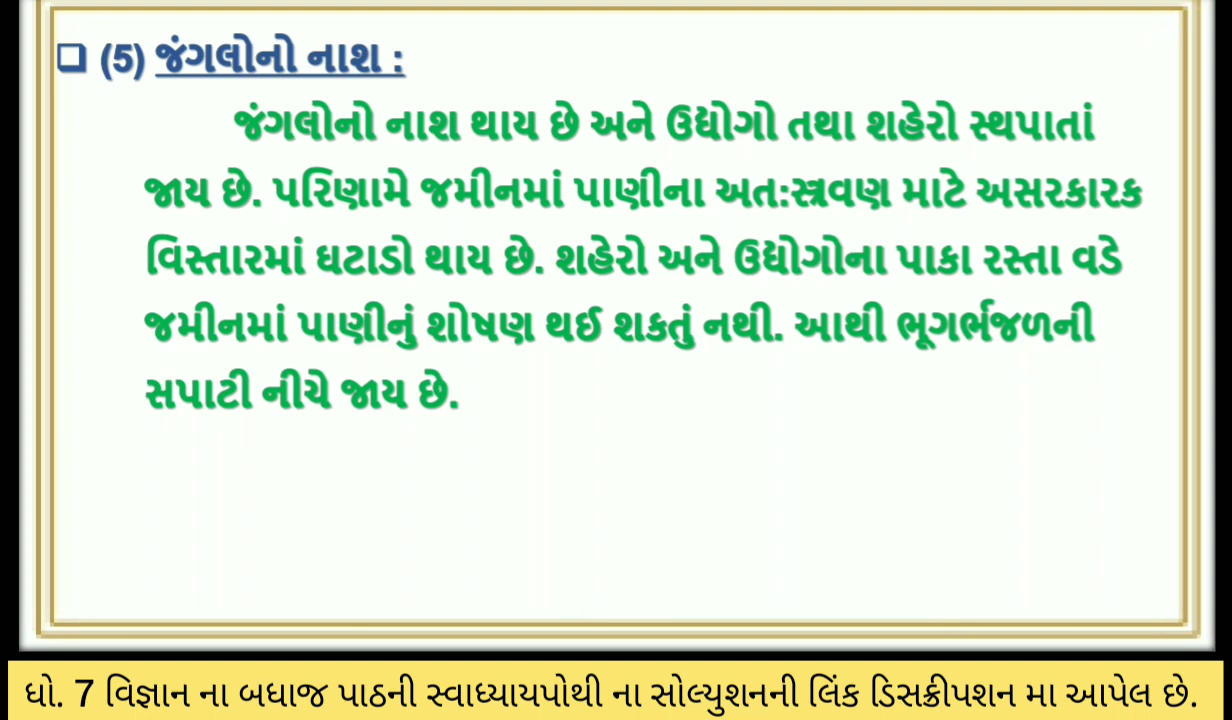 (5) જંગલોનો નાશ :
જંગલોનો નાશ થાય છે અને ઉદ્યોગો તથા શહેરો સ્થપાતાં
જાય છે. પરિણામે જમીનમાં પાણીના અતઃસ્ત્રવણ માટે અસરકારક
વિસ્તારમાં ઘટાડો થાય છે. શહેરો અને ઉદ્યોગોના પાકા રસ્તા વડે
જમીનમાં પાણીનું શોષણ થઈ શકતું નથી. આથી ભૂગર્ભજળની
સપાટી નીચે જાય છે.
ધો. 7 વિજ્ઞાન ના બધાજ પાઠની સ્વાધ્યાયપોથી ના સોલ્યુશનની લિંક ડિસક્રીપશન મા આપેલ છે.